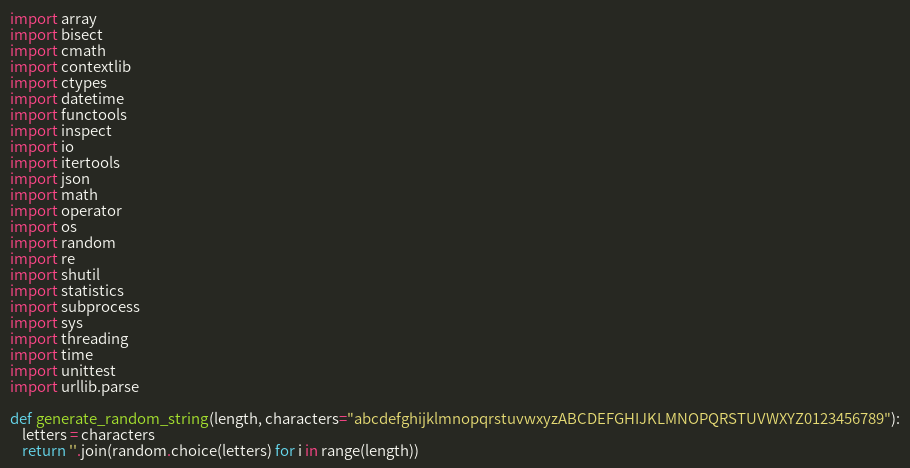 import array
import bisect
import cmath
import contextlib
import ctypes
import datetime
import functools
import inspect
import io
import itertools
import json
import math
import operator
import os
import random
import re
import shutil
import statistics
import subprocess
import sys
import threading
import time
import unittest
import urllib.parse

def generate_random_string(length, characters="abcdefghijklmnopqrstuvwxyzABCDEFGHIJKLMNOPQRSTUVWXYZ0123456789"):
   letters = characters
   return ''.join(random.choice(letters) for i in range(length))